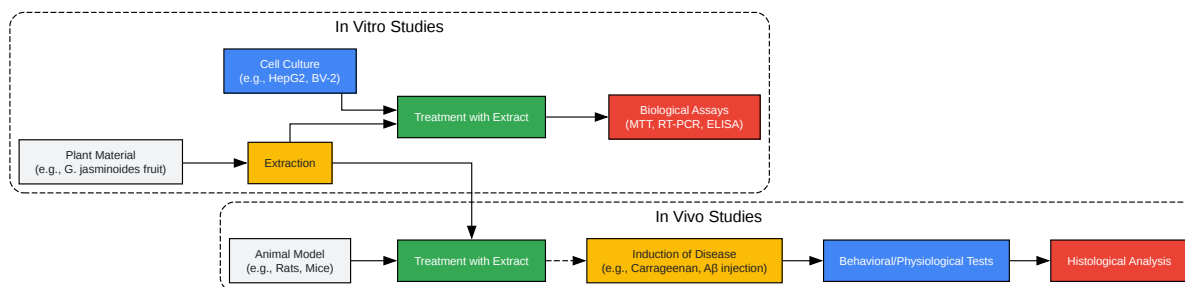 In Vitro Studies
Cell Culture
(e.g., HepG2, BV-2)
Treatment with Extract
Biological Assays
(MTT, RT-PCR, ELISA)
Plant Material
(e.g., G. jasminoides fruit)
Extraction
In Vivo Studies
Animal Model
(e.g., Rats, Mice)
Treatment with Extract
Induction of Disease
(e.g., Carrageenan, Aβ injection)
Behavioral/Physiological Tests
Histological Analysis